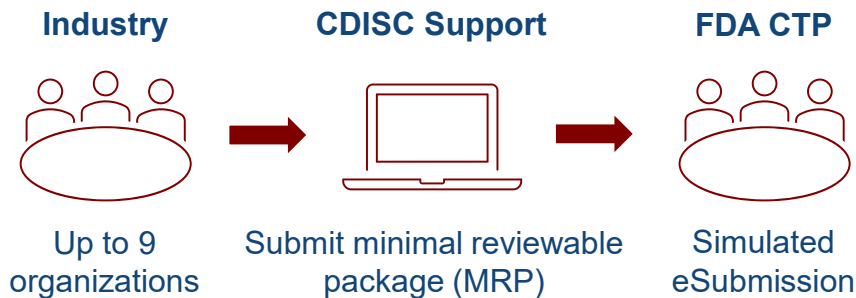 Industry
CDISC Support
FDA CTP
Up to 9
organizations
Submit minimal reviewable
package (MRP)
Simulated
eSubmission